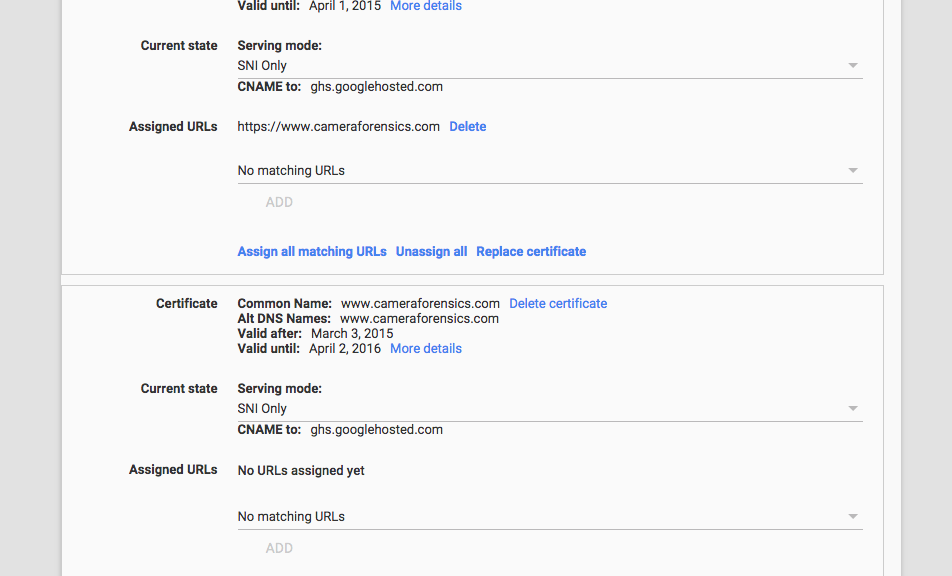 Valid until: April 1, 2015 More details
Current state Serving mode:
SNI Only
CNAME to: ghs.googlehosted.com
Assigned URLs https://www.cameraforensics.com Delete
No matching URLs
ADD
Assign all matching URLs Unassign all Replace certificate
Certificate Common Name: www.cameraforensics.com Delete certificate
Alt DNS Names: www.cameraforensics.com
Valid after: March 3, 2015
Valid until: April 2, 2016 More details
Current state Serving mode:
SNI Only
CNAME to: ghs.googlehosted.com
Assigned URLs No URLs assigned yet
No matching URLs
ADD